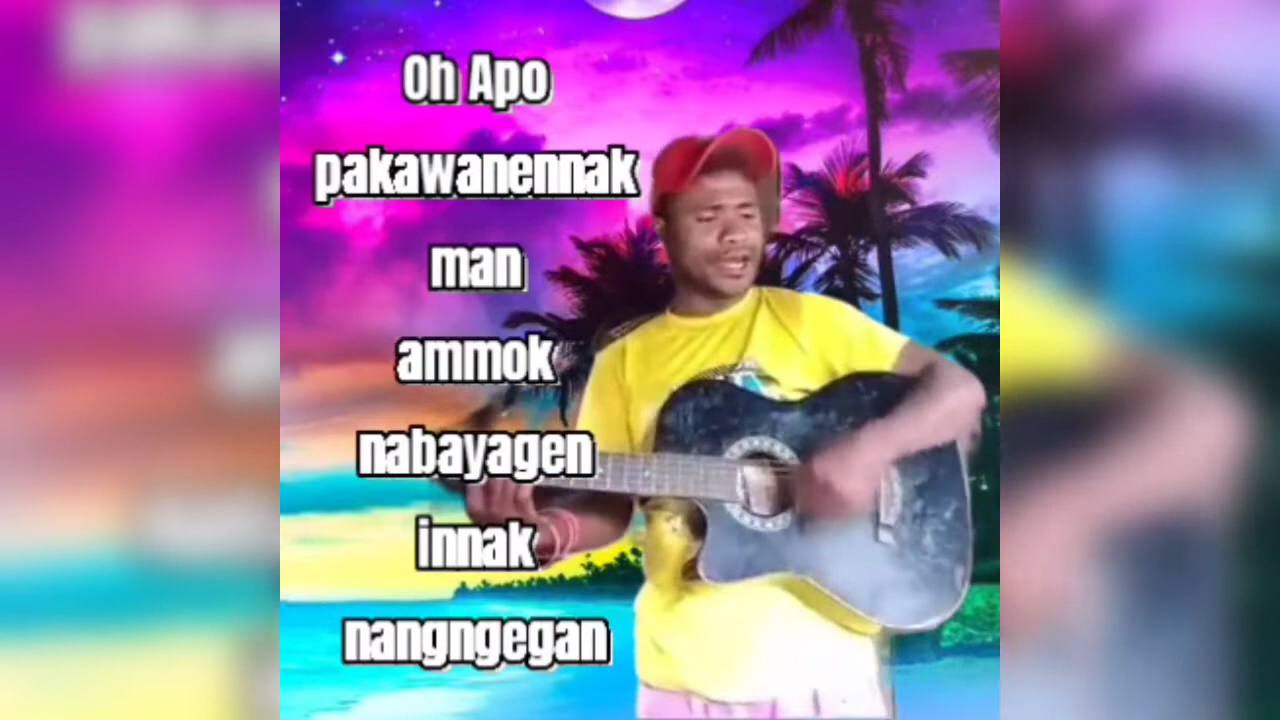 Oh Apo
pakawanennak
man
ammok
nabayagen
innak
nangngegan